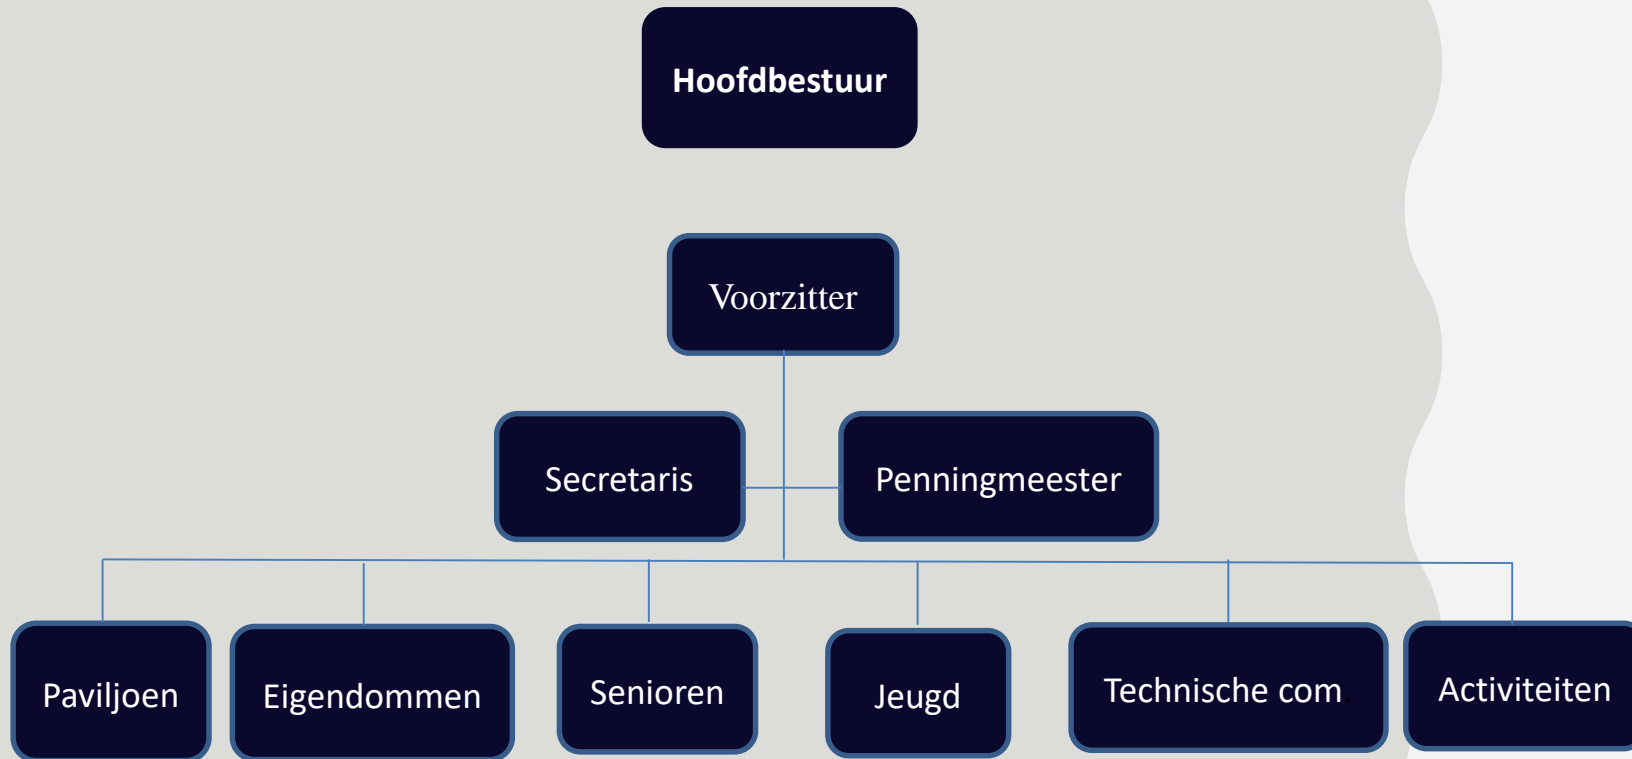 Hoofdbestuur
Voorzitter
Secretaris
Penningmeester
Paviljoen
Eigendommen
Senioren
Jeugd
Technische com.
Activiteiten